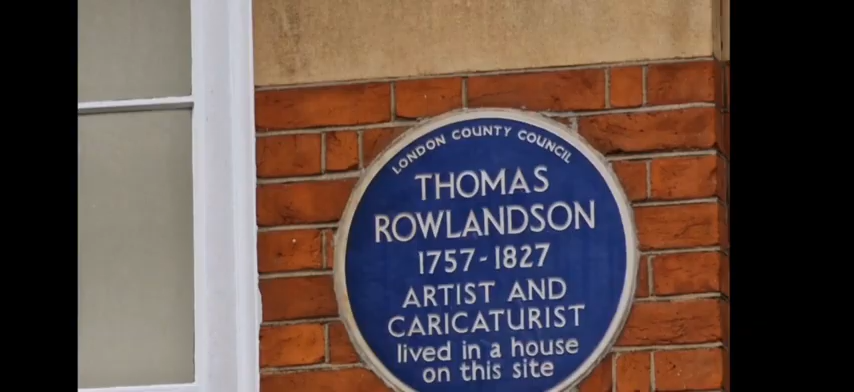 LONDON COUNTY COUNCIL
THOMAS
ROWLANDSON
1757-1827
ARTIST AND
CARICATURIST
lived in a house
on this site